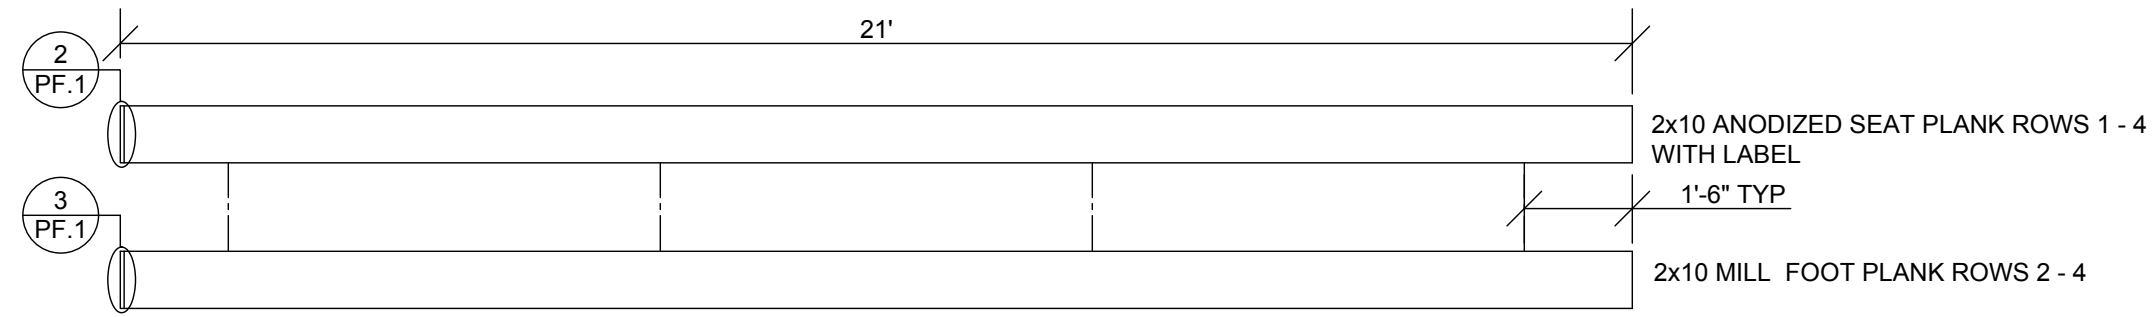 21'
2
PF.1
2x10 ANODIZED SEAT PLANK ROWS 1 - 4
WITH LABEL
1'-6" TYP
3
PF.1
2x10 MILL  FOOT PLANK ROWS 2 - 4